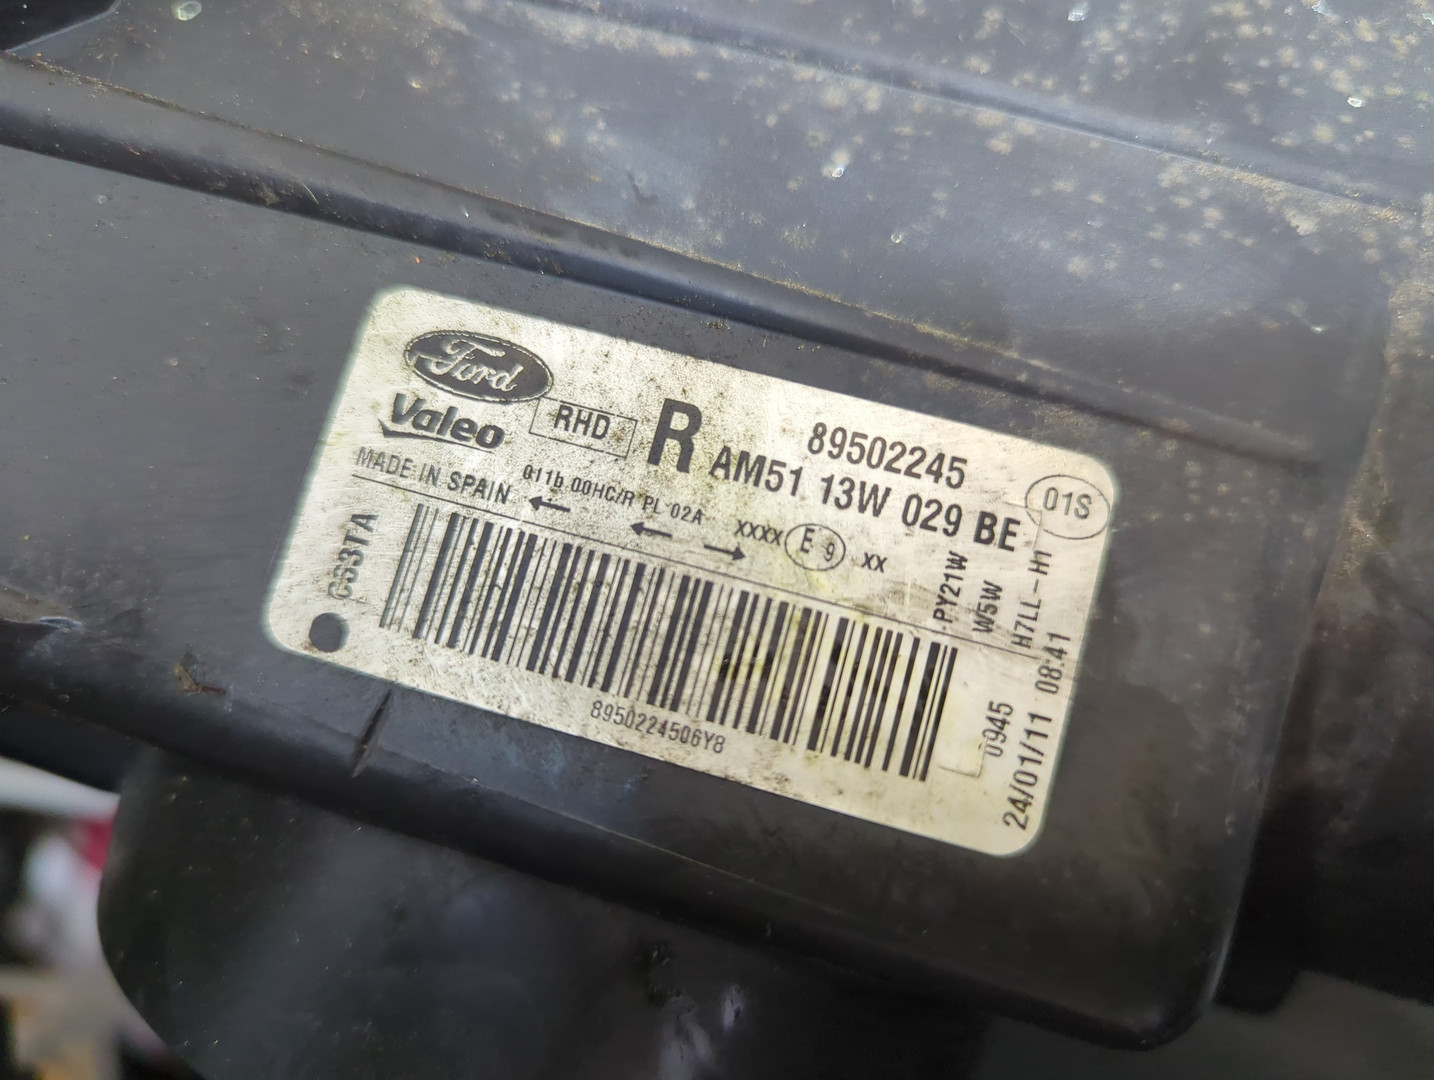 Ford
Valeo
RHD
R
89502245
AM51 13W 029 BE
01S
MADE IN SPAIN
011b 00HC/R PL 02A
XXXX E 9 XX
PY21W
W5W
H7LL-H1
8950224506Y8
0945
24/01/11 08:41